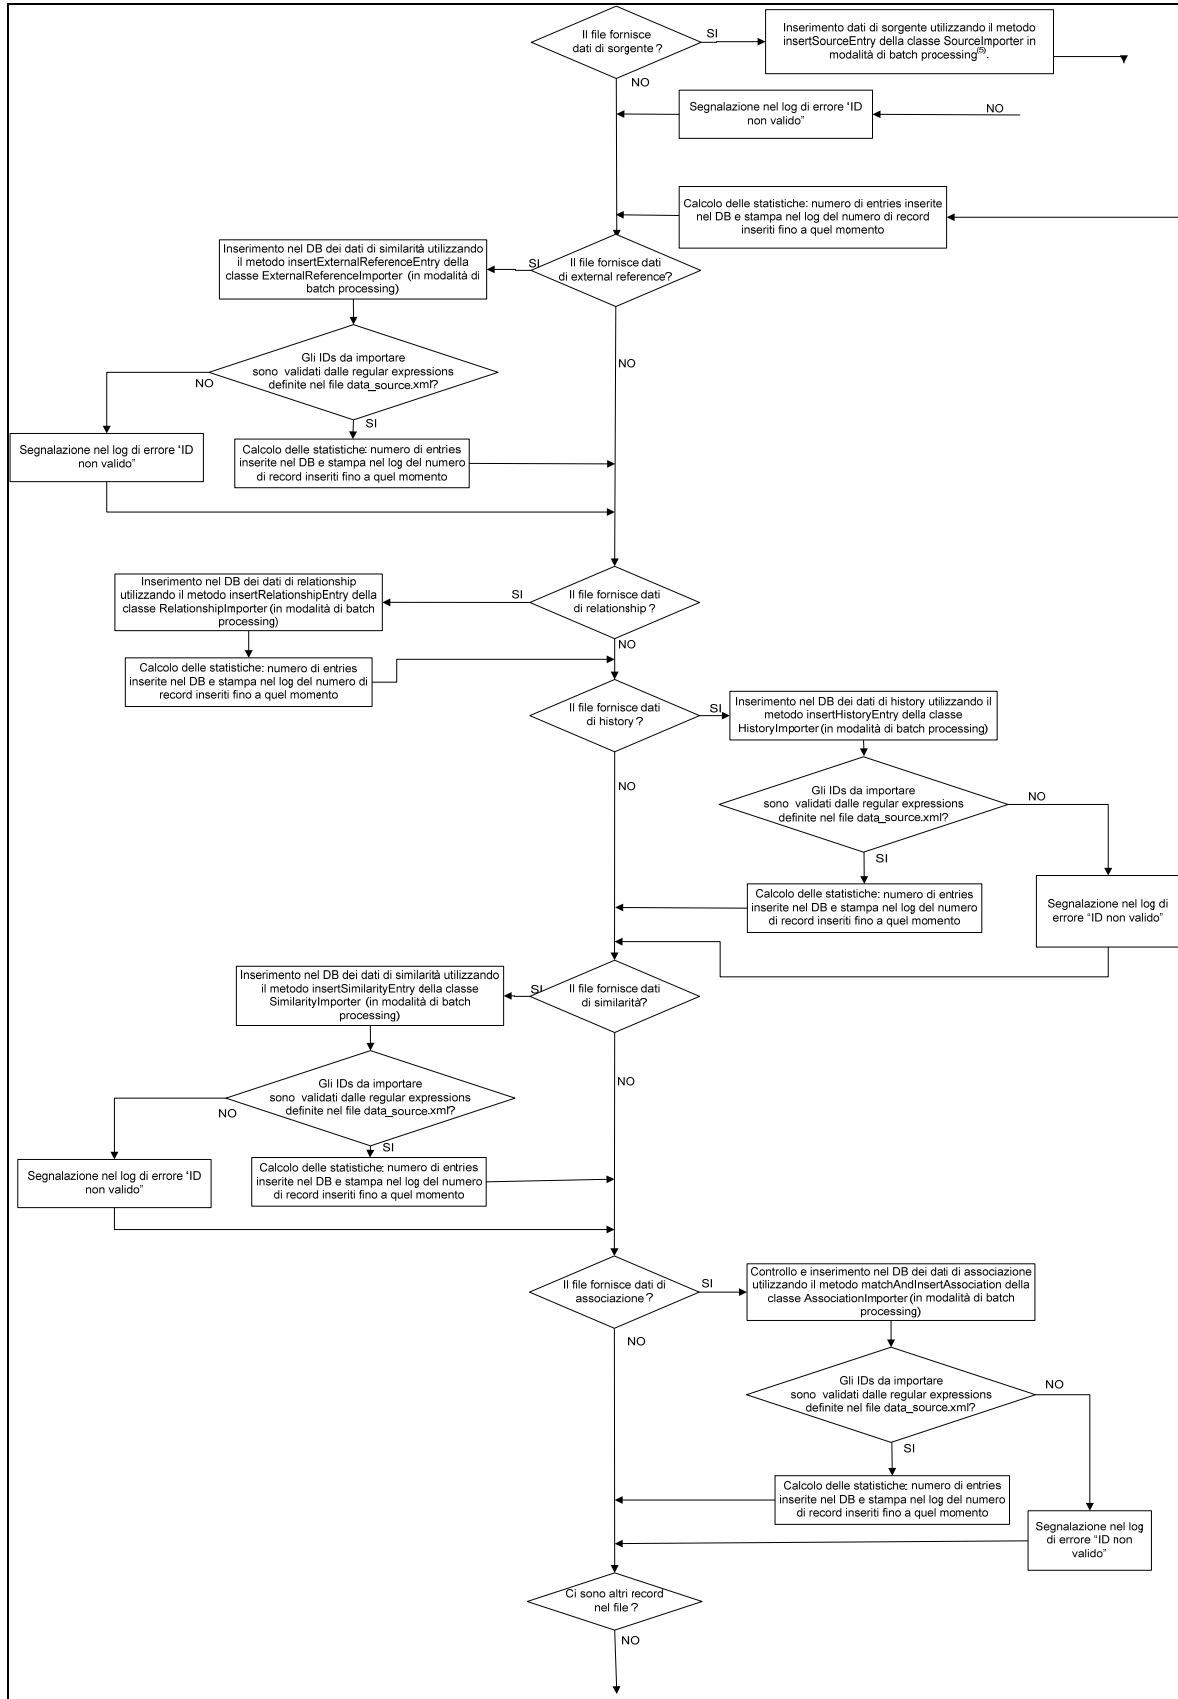 Il file fornisce
dati di sorgente ?
SI
Inserimento dati di sorgente utilizzando il metodo
insertSourceEntry della classe SourceImporter in
modalità di batch processing(5).
NO
Segnalazione nel log di errore “ID
non valido”
NO
Calcolo delle statistiche: numero di entries inserite
nel DB e stampa nel log del numero di record
inseriti fino a quel momento
Inserimento nel DB dei dati di similarità utilizzando
il metodo insertExternalReferenceEntry della
classe ExternalReferenceImporter (in modalità di
batch processing)
SI
Il file fornisce dati
di external reference?
Gli IDs da importare
sono validati dalle regular expressions
definite nel file data_source.xml?
NO
NO
SI
Segnalazione nel log di errore “ID
non valido”
Calcolo delle statistiche: numero di entries
inserite nel DB e stampa nel log del numero
di record inseriti fino a quel momento
Inserimento nel DB dei dati di relationship
utilizzando il metodo insertRelationshipEntry della
classe RelationshipImporter (in modalità di batch
processing)
SI
Il file fornisce dati
di relationship ?
NO
Calcolo delle statistiche: numero di entries
inserite nel DB e stampa nel log del numero di
record inseriti fino a quel momento
Il file fornisce dati
di history ?
SI
Inserimento nel DB dei dati di history utilizzando il
metodo insertHistoryEntry della classe
HistoryImporter (in modalità di batch processing)
NO
Gli IDs da importare
sono validati dalle regular expressions
definite nel file data_source.xml?
NO
SI
Calcolo delle statistiche: numero di entries
inserite nel DB e stampa nel log del numero
di record inseriti fino a quel momento
Segnalazione nel log di
errore “ID non valido”
Inserimento nel DB dei dati di similarità utilizzando
il metodo insertSimilarityEntry della classe
SimilarityImporter (in modalità di batch
processing)
SI
Il file fornisce dati
di similarità?
Gli IDs da importare
sono validati dalle regular expressions
definite nel file data_source.xml?
NO
NO
SI
Segnalazione nel log di errore “ID
non valido”
Calcolo delle statistiche: numero di entries
inserite nel DB e stampa nel log del numero
di record inseriti fino a quel momento
Il file fornisce dati di
associazione ?
SI
Controllo e inserimento nel DB dei dati di associazione
utilizzando il metodo matchAndInsertAssociation della
classe AssociationImporter (in modalità di batch
processing)
NO
Gli IDs da importare
sono validati dalle regular expressions
definite nel file data_source.xml?
NO
SI
Calcolo delle statistiche: numero di entries
inserite nel DB e stampa nel log del numero
di record inseriti fino a quel momento
Segnalazione nel log
di errore “ID non
valido”
Ci sono altri record
nel file ?
NO